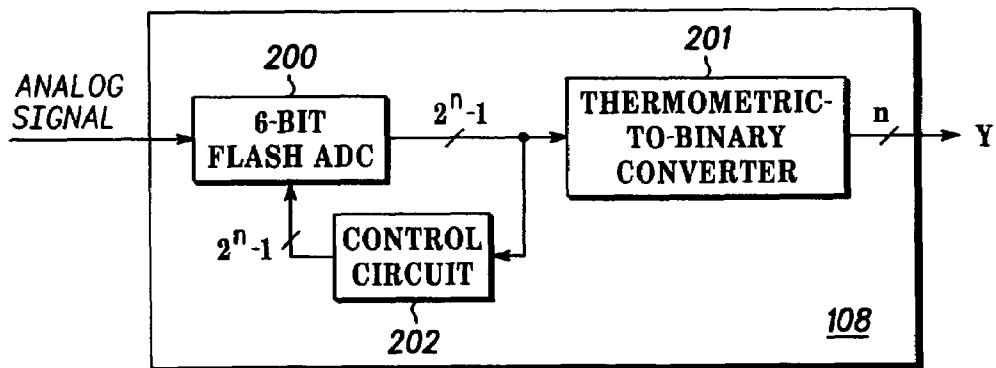 200
201
ANALOG
SIGNAL
6-BIT
FLASH ADC
2ⁿ-1
THERMOMETRIC-
TO-BINARY
CONVERTER
n
Y
2ⁿ-1
CONTROL
CIRCUIT
202
108